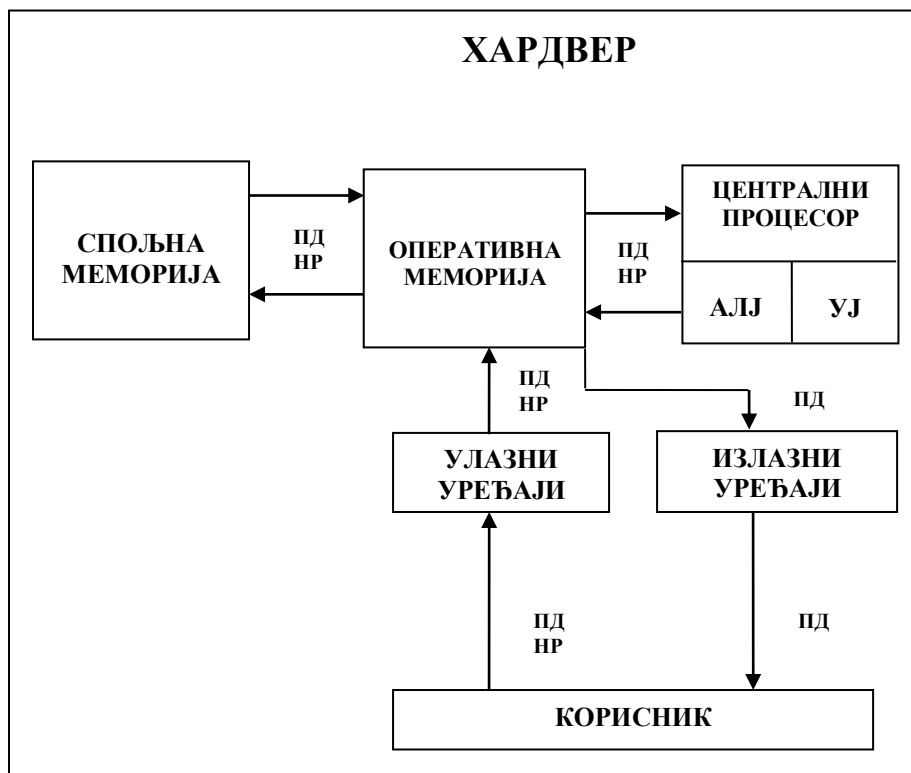 ХАРДВЕР
СПОЉНА
МЕМОРИЈА
ПД
НР
ОПЕРАТИВНА
МЕМОРИЈА
ПД
НР
ЦЕНТРАЛНИ
ПРОЦЕСОР
АЛЈ
УЈ
ПД
НР
ПД
УЛАЗНИ
УРЕЂАЈИ
ИЗЛАЗНИ
УРЕЂАЈИ
ПД
НР
ПД
КОРИСНИК